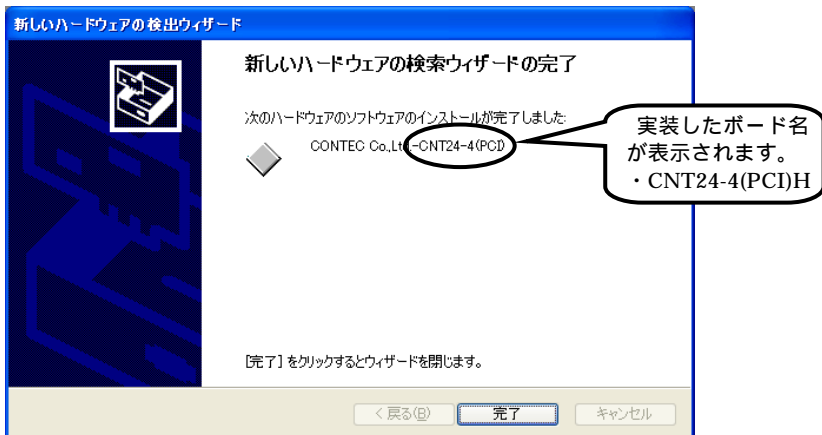 新しいハードウェアの検出ウィザード
新しいハードウェアの検索ウィザードの完了
次のハードウェアのソフトウェアのインストールが完了しました:
CONTEC Co.,Lt -CNT24-4(PCI)
実装したボード名
が表示されます。
・CNT24-4(PCI)H
[完了] をクリックするとウィザードを閉じます。
< 戻る(B)
完了
キャンセル